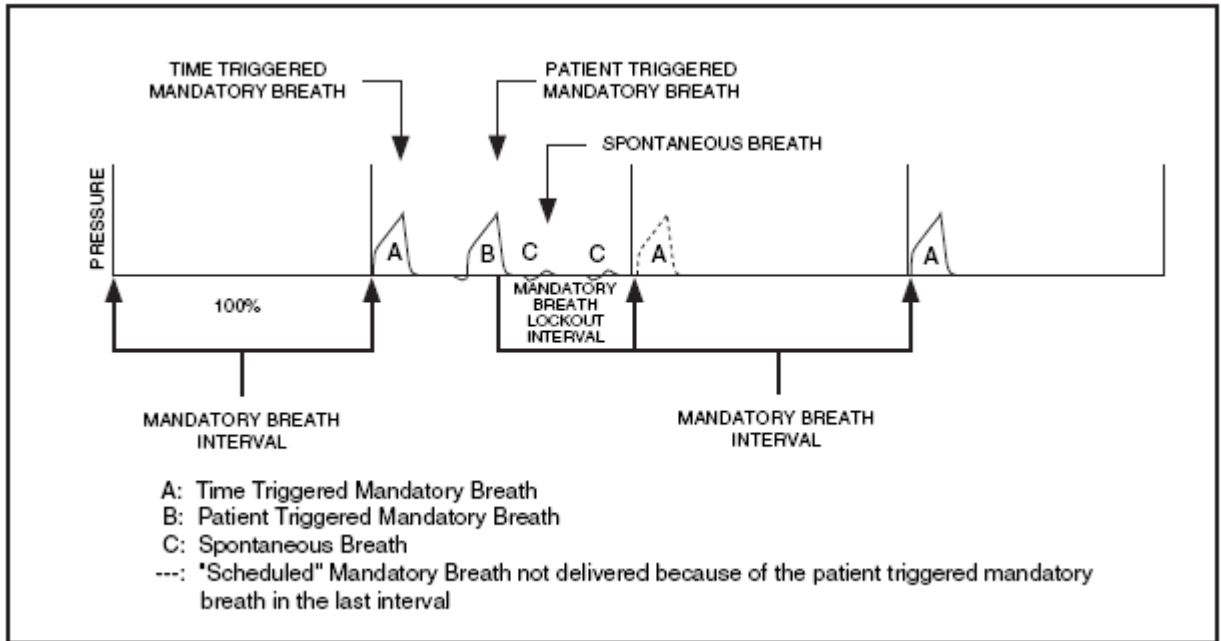 TIME TRIGGERED
MANDATORY BREATH
PATIENT TRIGGERED
MANDATORY BREATH
SPONTANEOUS BREATH
PRESSURE
A
B
C
C
A
A
100%
MANDATORY
BREATH
LOCKOUT
INTERVAL
MANDATORY BREATH
INTERVAL
MANDATORY BREATH
INTERVAL
A: Time Triggered Mandatory Breath
B: Patient Triggered Mandatory Breath
C: Spontaneous Breath
---: "Scheduled" Mandatory Breath not delivered because of the patient triggered mandatory
breath in the last interval